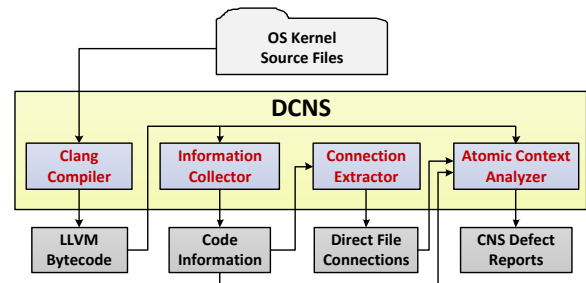 OS Kernel
Source Files
DCNS
Clang
Compiler
Information
Collector
Connection
Extractor
Atomic Context
Analyzer
LLVM
Bytecode
Code
Information
Direct File
Connections
CNS Defect
Reports